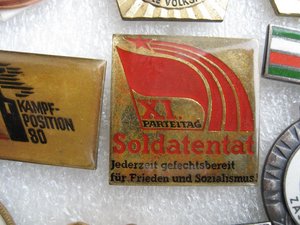 KAMPF-
POSITION
80
XI.
PARTEITAG
Soldatentat
Jederzeit gefechtsbereit
für Frieden und Sozialismus!